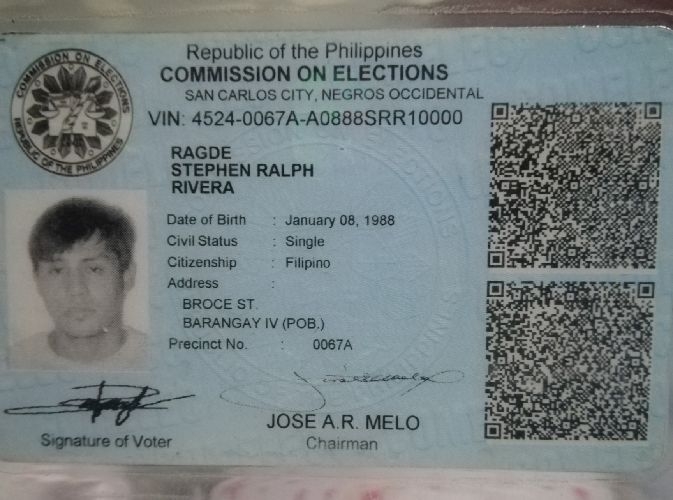 Republic of the Philippines
COMMISSION ON ELECTIONS
SAN CARLOS CITY, NEGROS OCCIDENTAL
VIN: 4524-0067A-A0888SRR10000
COMMISSION ON ELECTIONS
REPUBLIC OF THE PHILIPPINES
RAGDE
STEPHEN RALPH
RIVERA
Date of Birth : January 08, 1988
Civil Status : Single
Citizenship : Filipino
Address :
BROCE ST.
BARANGAY IV (POB.)
Precinct No. : 0067A
Signature of Voter
JOSE A.R. MELO
Chairman